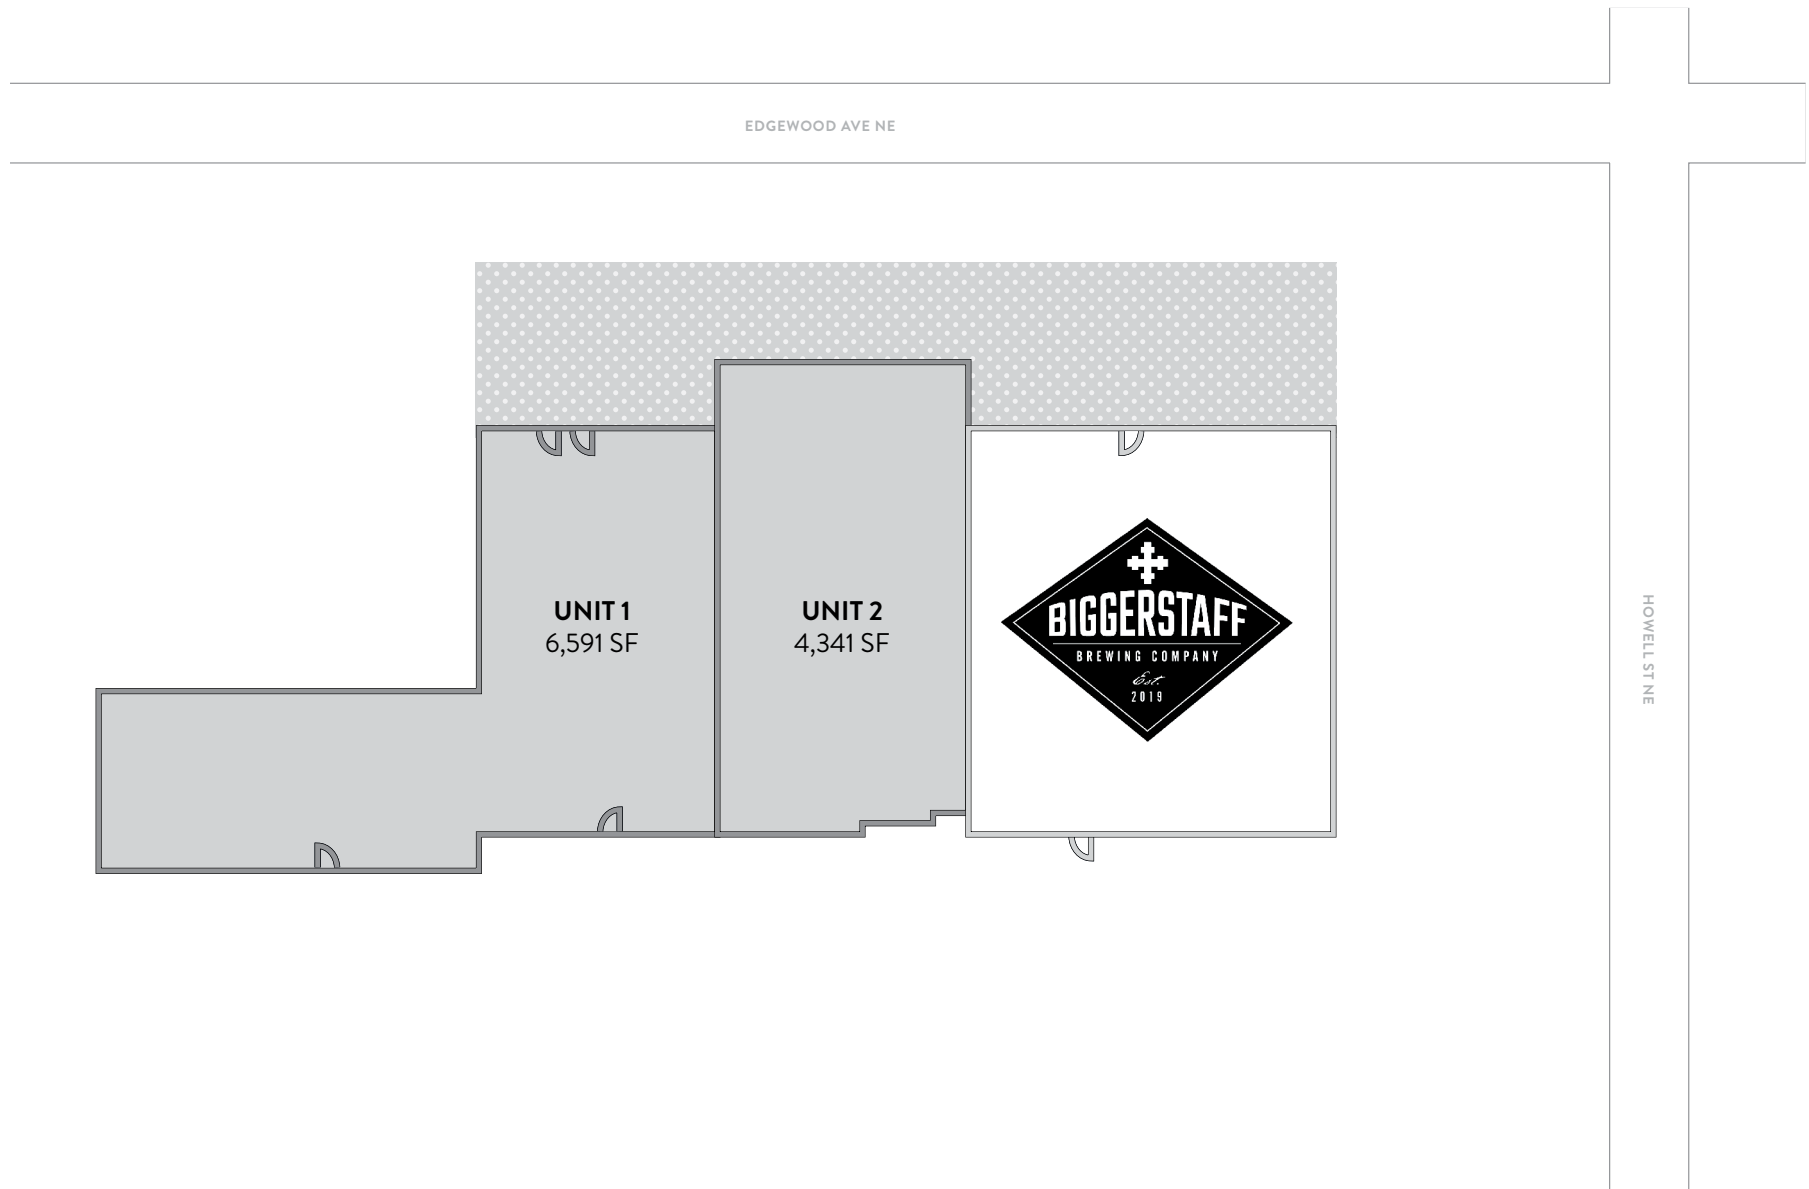 EDGEWOOD AVE NE
UNIT 1
6,591 SF
UNIT 2
4,341 SF
BIGGERSTAFF
BREWING COMPANY
Est.
2019
HOWELL ST NE